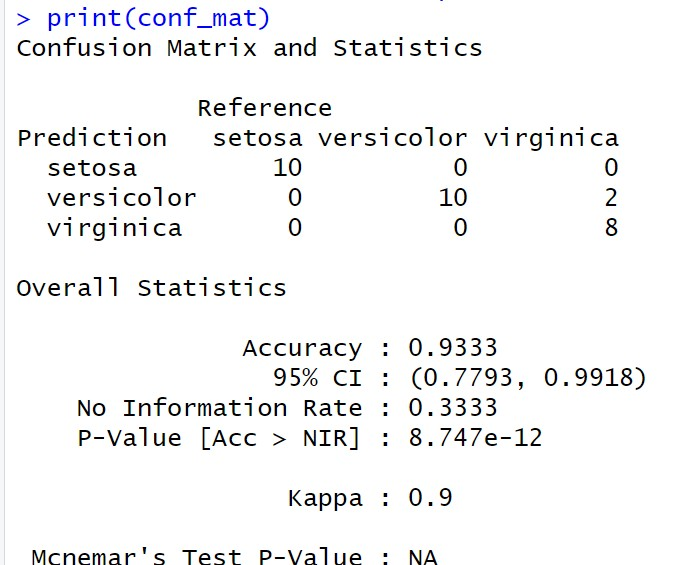 > print(conf_mat)
Confusion Matrix and Statistics
Reference
Prediction setosa versicolor virginica
setosa 10 0 0
versicolor 0 10 2
virginica 0 0 8
Overall Statistics
Accuracy : 0.9333
95% CI : (0.7793, 0.9918)
No Information Rate : 0.3333
P-Value [Acc > NIR] : 8.747e-12
Kappa : 0.9
Mcnemar's Test P-Value : NA